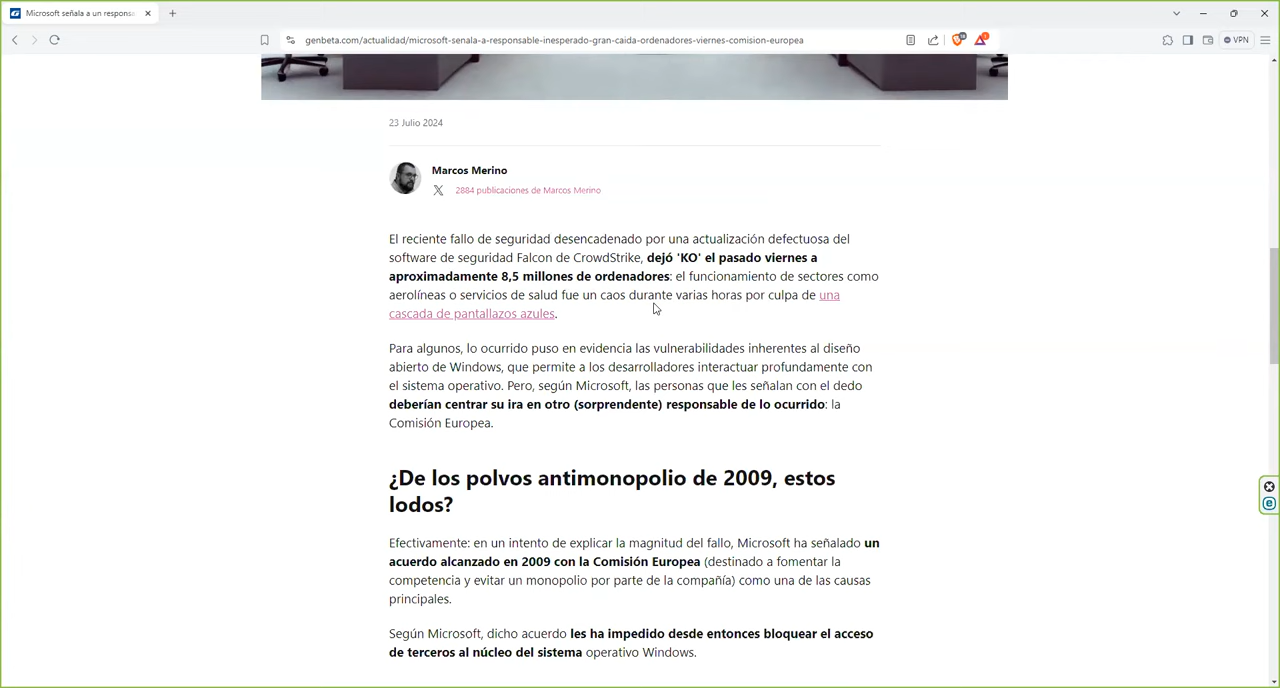 Microsoft señala a un responsa
genbeta.com/actualidad/microsoft-senala-a-responsable-inesperado-gran-caida-ordenadores-viernes-comision-europea
VPN
23 Julio 2024
Marcos Merino
2884 publicaciones de Marcos Merino
El reciente fallo de seguridad desencadenado por una actualización defectuosa del
software de seguridad Falcon de CrowdStrike, dejó 'KO' el pasado viernes a
aproximadamente 8,5 millones de ordenadores: el funcionamiento de sectores como
aerolíneas o servicios de salud fue un caos durante varias horas por culpa de una
cascada de pantallazos azules.
Para algunos, lo ocurrido puso en evidencia las vulnerabilidades inherentes al diseño
abierto de Windows, que permite a los desarrolladores interactuar profundamente con
el sistema operativo. Pero, según Microsoft, las personas que les señalan con el dedo
deberían centrar su ira en otro (sorprendente) responsable de lo ocurrido: la
Comisión Europea.
¿De los polvos antimonopolio de 2009, estos
lodos?
Efectivamente: en un intento de explicar la magnitud del fallo, Microsoft ha señalado un
acuerdo alcanzado en 2009 con la Comisión Europea (destinado a fomentar la
competencia y evitar un monopolio por parte de la compañía) como una de las causas
principales.
Según Microsoft, dicho acuerdo les ha impedido desde entonces bloquear el acceso
de terceros al núcleo del sistema operativo Windows.